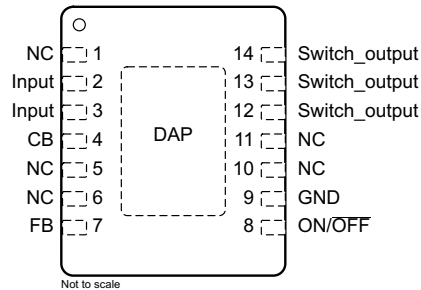 NC 1 14 Switch_output
Input 2 13 Switch_output
Input 3 12 Switch_output
CB 4 DAP 11 NC
NC 5 10 NC
NC 6 9 GND
FB 7 8 ON/OFF
Not to scale